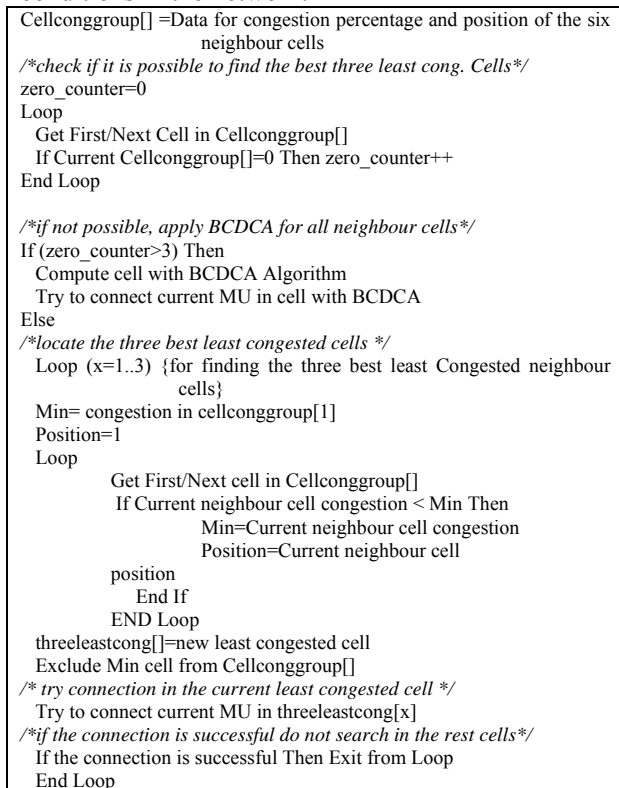 Cellconggroup[] =Data for congestion percentage and position of the six
neighbour cells
/*check if it is possible to find the best three least cong. Cells*/
zero_counter=0
Loop
Get First/Next Cell in Cellconggroup[]
If Current Cellconggroup[]=0 Then zero_counter++
End Loop
/*if not possible, apply BCDCA for all neighbour cells*/
If (zero_counter>3) Then
Compute cell with BCDCA Algorithm
Try to connect current MU in cell with BCDCA
Else
/*locate the three best least congested cells */
Loop (x=1..3) {for finding the three best least Congested neighbour
cells}
Min= congestion in cellconggroup[1]
Position=1
Loop
Get First/Next cell in Cellconggroup[]
If Current neighbour cell congestion < Min Then
Min=Current neighbour cell congestion
Position=Current neighbour cell
position
End If
END Loop
threeleastcong[]=new least congested cell
Exclude Min cell from Cellconggroup[]
/* try connection in the current least congested cell */
Try to connect current MU in threeleastcong[x]
/*if the connection is successful do not search in the rest cells*/
If the connection is successful Then Exit from Loop
End Loop